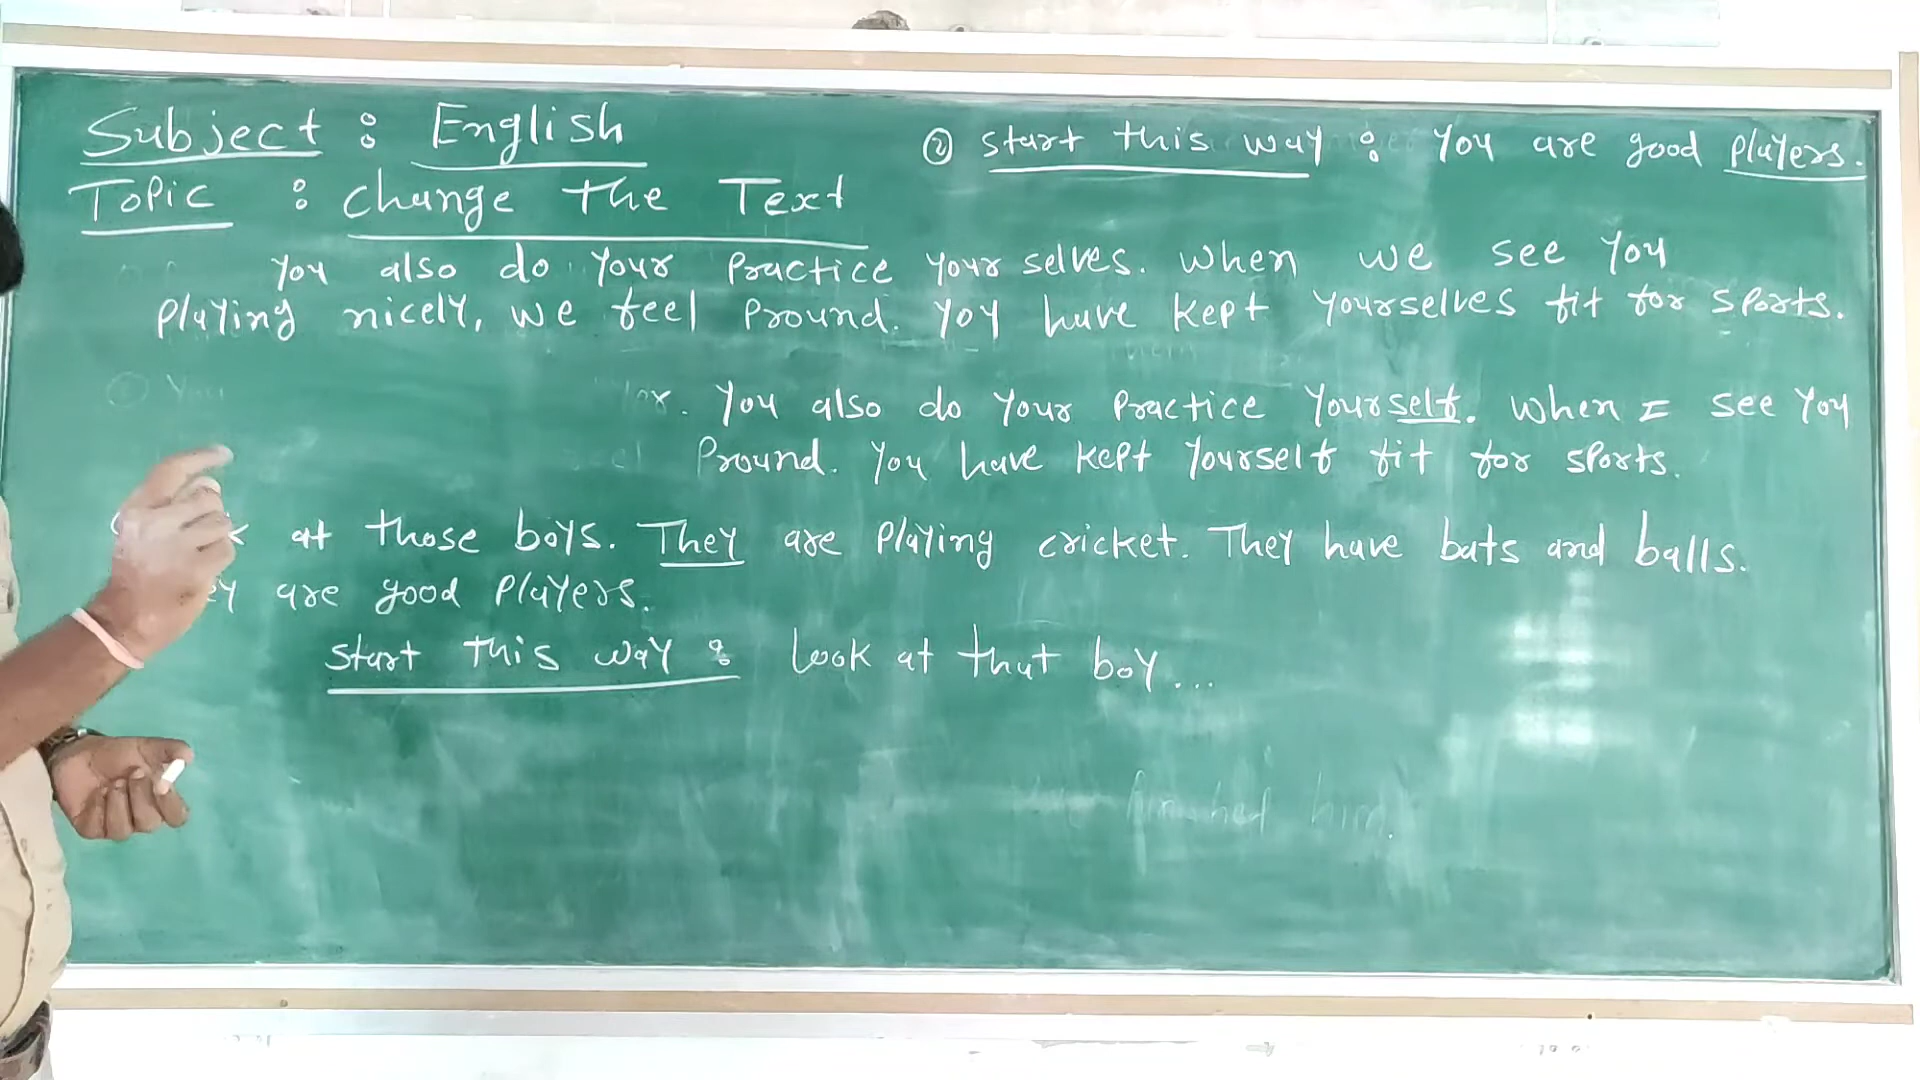 Subject : English
② start this way : You are good players.
Topic : change the Text
You also do your practice your selves. when we see you
playing nicely, we feel Pround. you have kept yourselves fit for sports.
You also do your practice yourself. when I see you
Pround. You have kept yourself fit for sports.
at those boys. They are playing cricket. They have bats and balls.
are good players.
start this way : look at that boy...